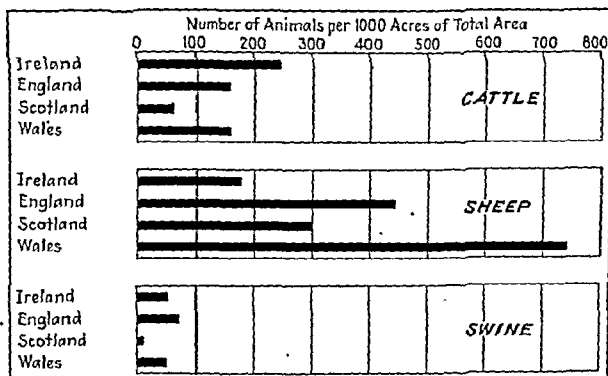 Number of Animals per 1000 Acres of Total Area
0 100 200 300 400 500 600 700 800
Ireland
England
Scotland
Wales
CATTLE
Ireland
England
Scotland
Wales
SHEEP
Ireland
England
Scotland
Wales
SWINE